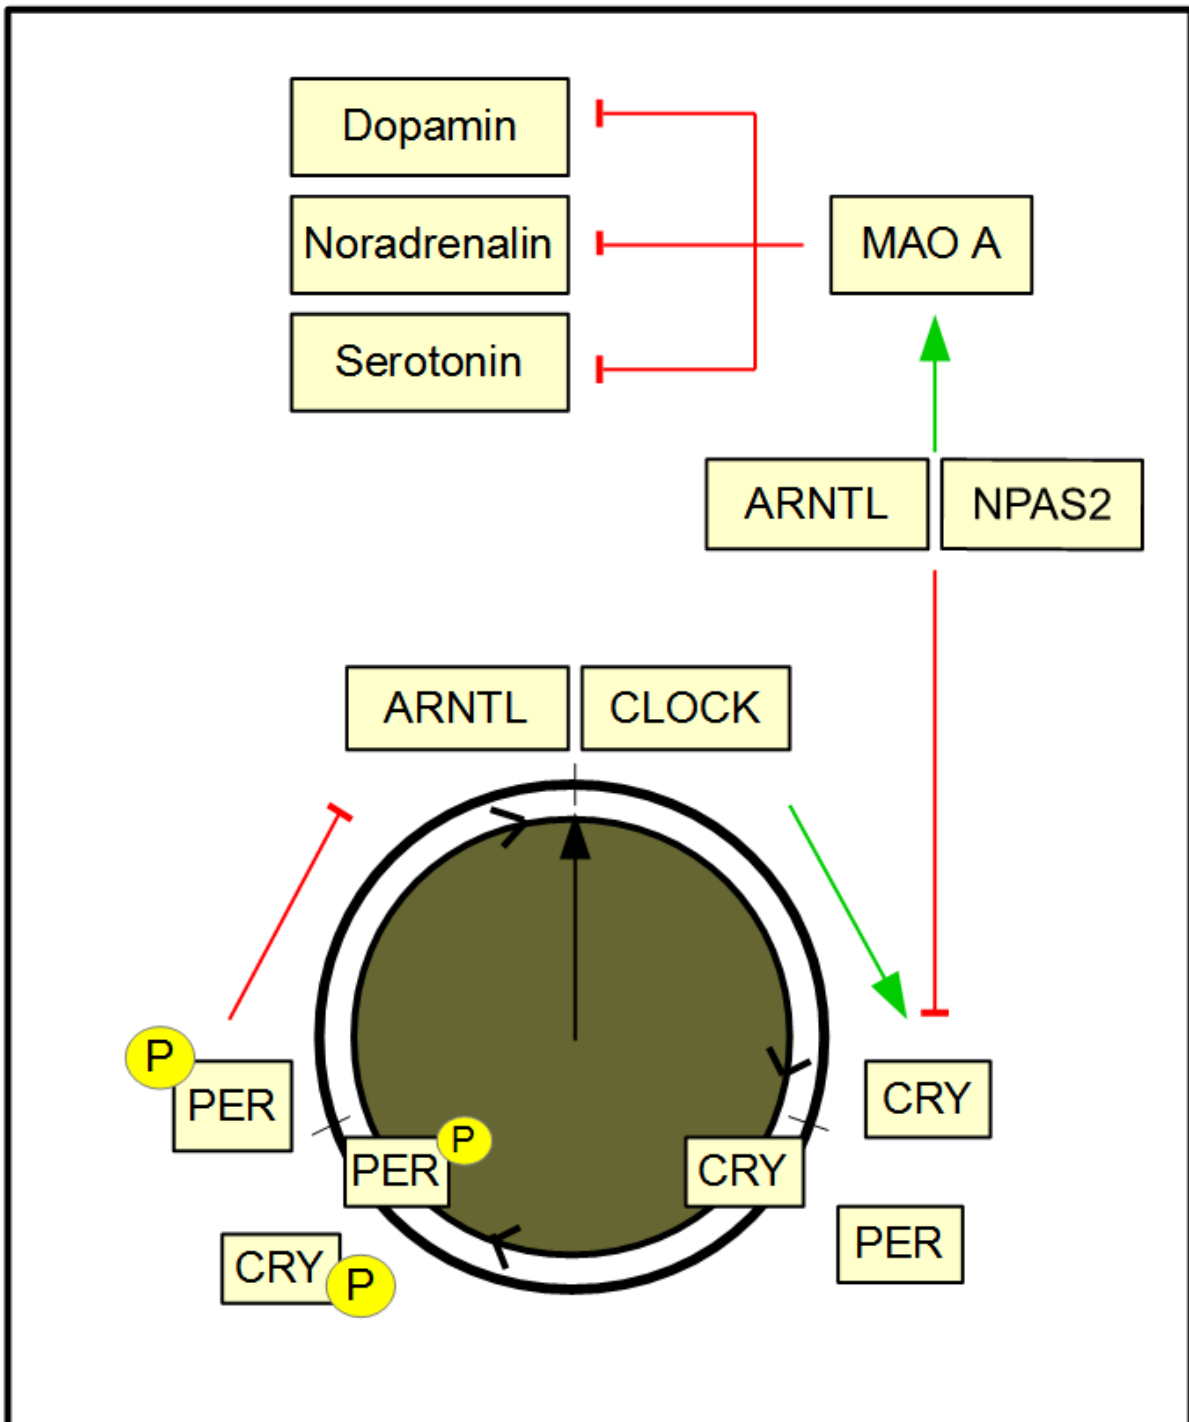 Dopamin
Noradrenalin
MAO A
Serotonin
ARNTL
NPAS2
ARNTL
CLOCK
P
PER
CRY
PER
P
CRY
PER
CRY
P